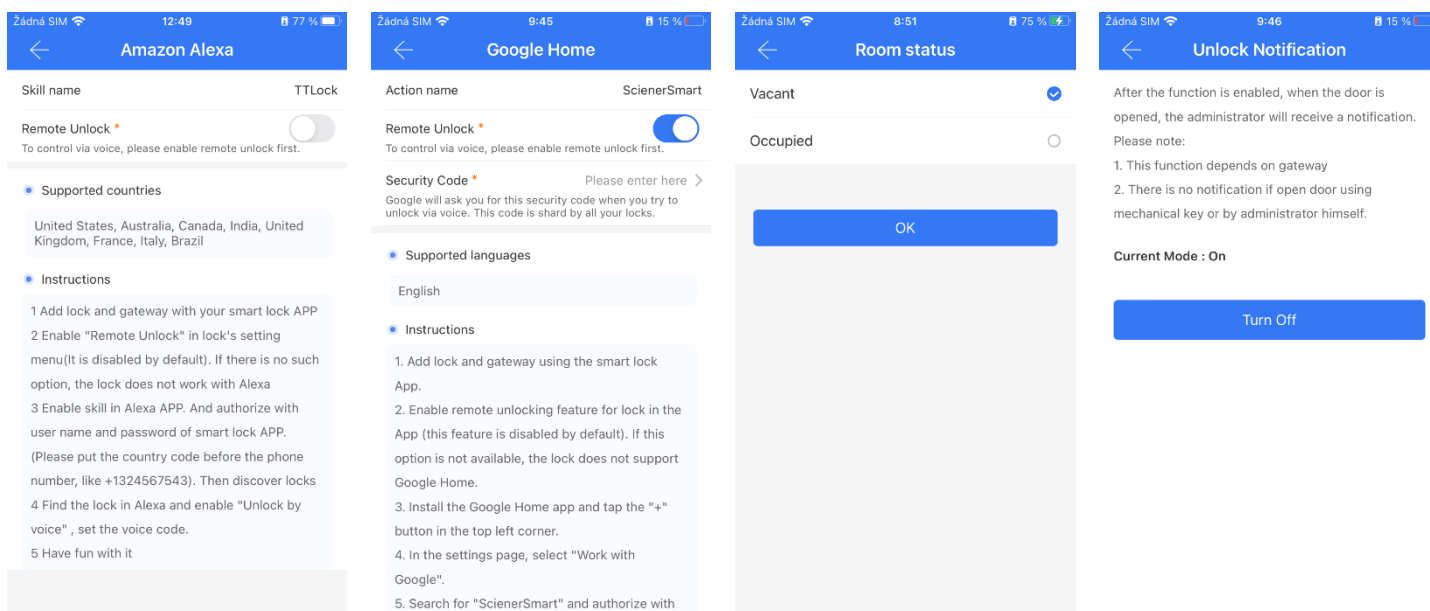 Žádná SIM 12:49 77 %
Amazon Alexa
Skill name TTLock
Remote Unlock *
To control via voice, please enable remote unlock first.
Supported countries
United States, Australia, Canada, India, United
Kingdom, France, Italy, Brazil
Instructions
1 Add lock and gateway with your smart lock APP
2 Enable "Remote Unlock" in lock's setting
menu(It is disabled by default). If there is no such
option, the lock does not work with Alexa
3 Enable skill in Alexa APP. And authorize with
user name and password of smart lock APP.
(Please put the country code before the phone
number, like +1324567543). Then discover locks
4 Find the lock in Alexa and enable "Unlock by
voice" , set the voice code.
5 Have fun with it
Žádná SIM 9:45 15 %
Google Home
Action name ScienerSmart
Remote Unlock *
To control via voice, please enable remote unlock first.
Security Code * Please enter here
Google will ask you for this security code when you try to
unlock via voice. This code is shard by all your locks.
Supported languages
English
Instructions
1. Add lock and gateway using the smart lock
App.
2. Enable remote unlocking feature for lock in the
App (this feature is disabled by default). If this
option is not available, the lock does not support
Google Home.
3. Install the Google Home app and tap the "+"
button in the top left corner.
4. In the settings page, select "Work with
Google".
5. Search for "ScienerSmart" and authorize with
Žádná SIM 8:51 75 %
Room status
Vacant
Occupied
OK
Žádná SIM 9:46 15 %
Unlock Notification
After the function is enabled, when the door is
opened, the administrator will receive a notification.
Please note:
1. This function depends on gateway
2. There is no notification if open door using
mechanical key or by administrator himself.
Current Mode : On
Turn Off